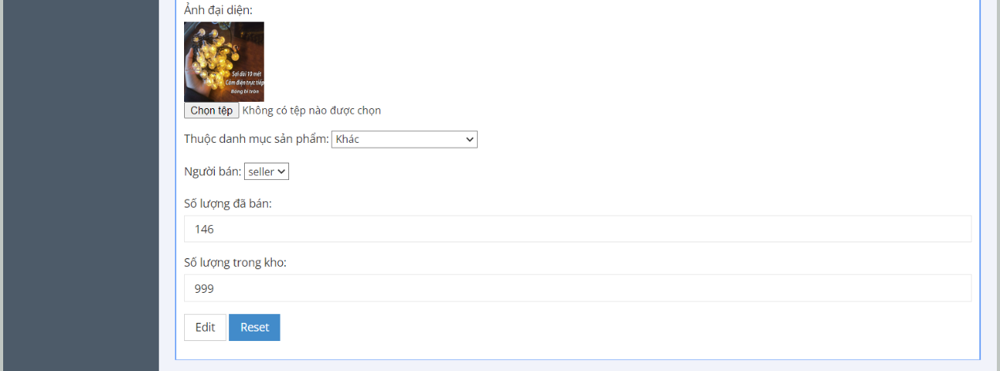 Ảnh đại diện:
Sợi dài 10 mét
Cắm điện trực tiếp
Bóng bi tròn
Chọn tệp Không có tệp nào được chọn
Thuộc danh mục sản phẩm: Khác
Người bán: seller
Số lượng đã bán:
146
Số lượng trong kho:
999
Edit Reset